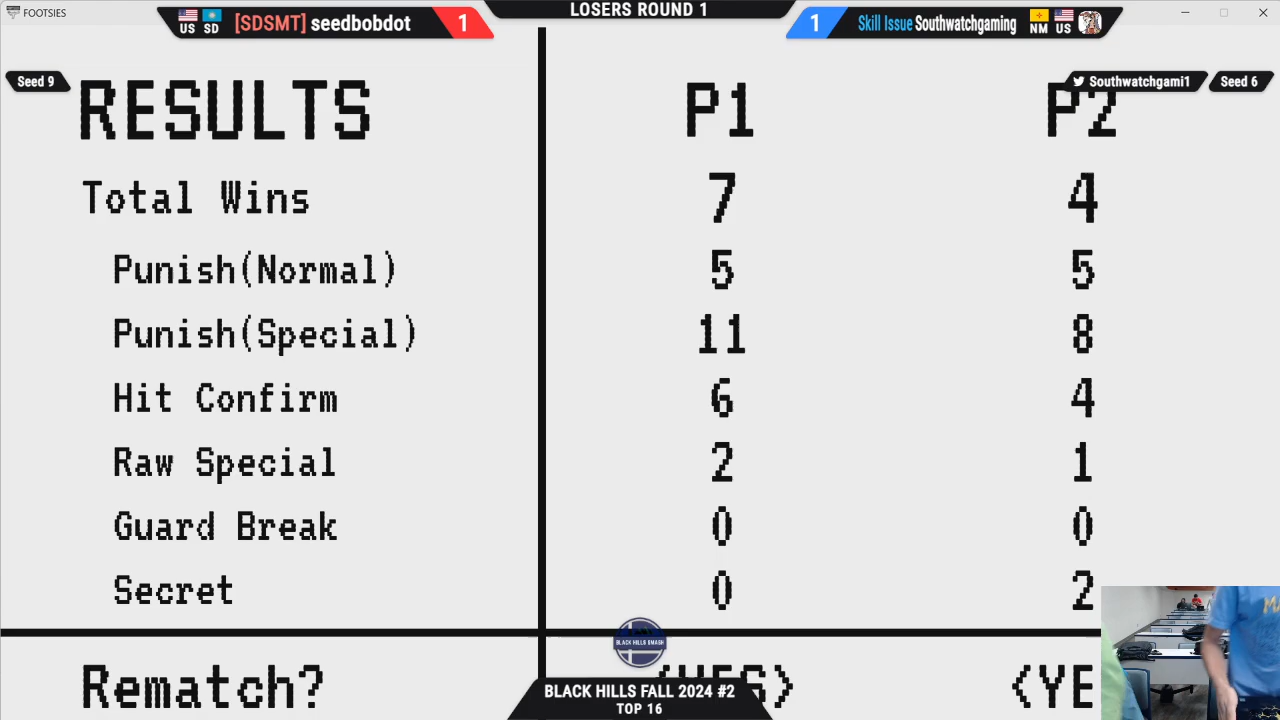 FOOTSIES
LOSERS ROUND 1
US SD [SDSMT] seedbobdot 1
1 Skill Issue Southwatchgaming NM US
Seed 9
Southwatchgami1 Seed 6
RESULTS P1 P2
Total Wins 7 4
Punish(Normal) 5 5
Punish(Special) 11 8
Hit Confirm 6 4
Raw Special 2 1
Guard Break 0 0
Secret 0 2
BLACK HILLS SMASH
Rematch? <YES> <YE
BLACK HILLS FALL 2024 #2
TOP 16